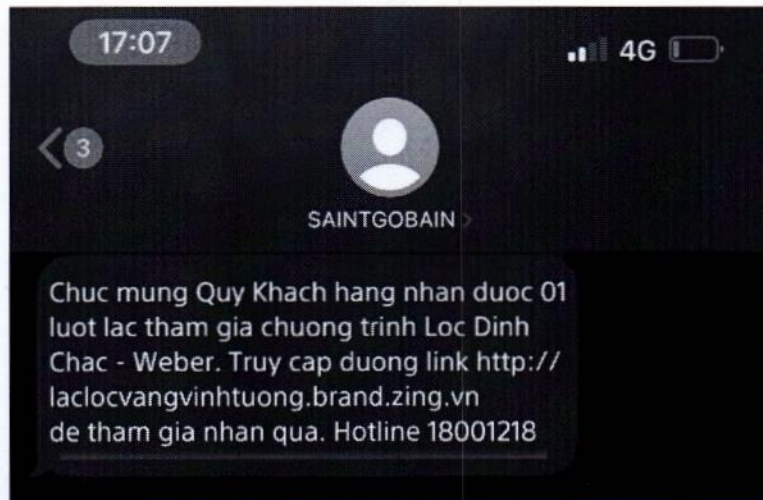 17:07
4G
3
SAINTGOBAIN
Chuc mung Quy Khach hang nhan duoc 01
luot lac tham gia chuong trinh Loc Dinh
Chac - Weber. Truy cap duong link http://
laclocvangvinhtuong.brand.zing.vn
de tham gia nhan qua. Hotline 18001218